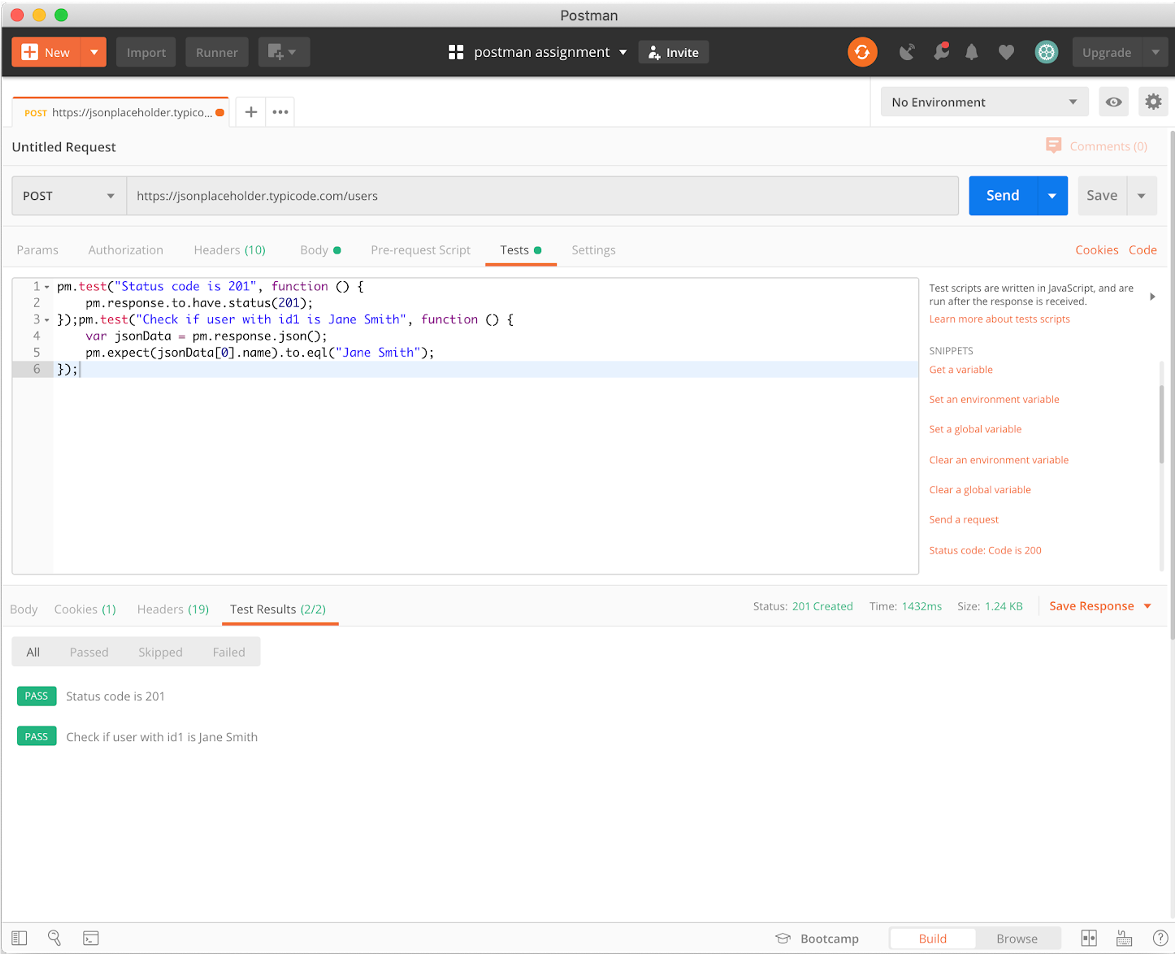 Postman
New Import Runner postman assignment Invite Upgrade
POST https://jsonplaceholder.typico... No Environment
Untitled Request Comments (0)
POST https://jsonplaceholder.typicode.com/users Send Save
Params Authorization Headers (10) Body Pre-request Script Tests Settings Cookies Code
1 pm.test("Status code is 201", function () {
2 pm.response.to.have.status(201);
3 });pm.test("Check if user with id1 is Jane Smith", function () {
4 var jsonData = pm.response.json();
5 pm.expect(jsonData[0].name).to.eql("Jane Smith");
6 });
Test scripts are written in JavaScript, and are
run after the response is received.
Learn more about tests scripts
SNIPPETS
Get a variable
Set an environment variable
Set a global variable
Clear an environment variable
Clear a global variable
Send a request
Status code: Code is 200
Body Cookies (1) Headers (19) Test Results (2/2) Status: 201 Created Time: 1432ms Size: 1.24 KB Save Response
All Passed Skipped Failed
PASS Status code is 201
PASS Check if user with id1 is Jane Smith
Bootcamp Build Browse